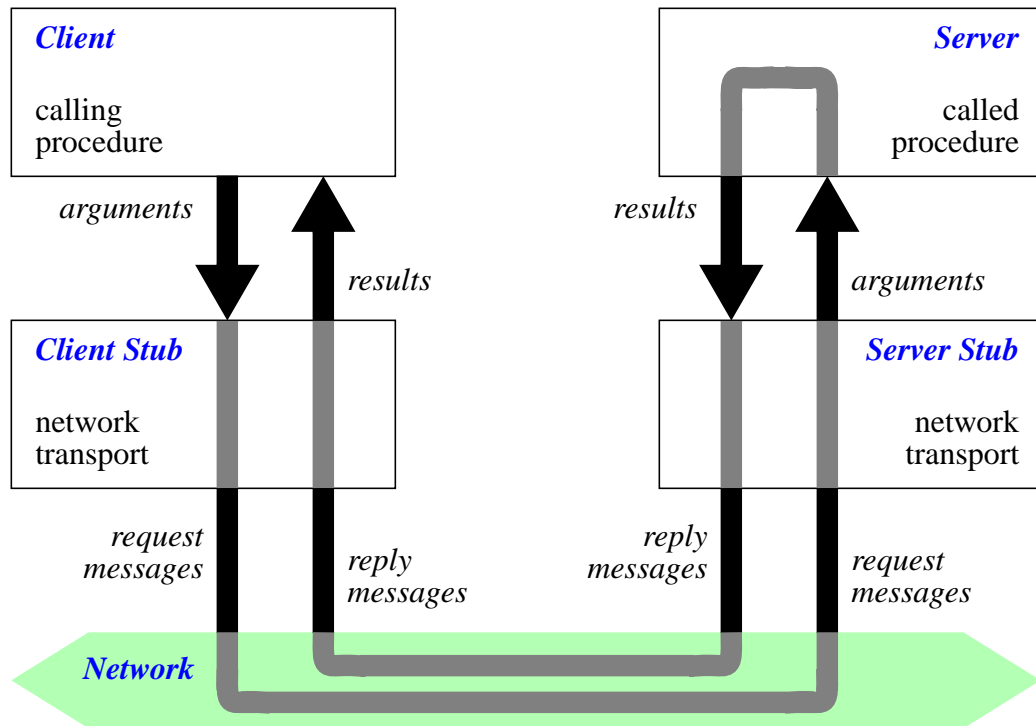 Client
calling
procedure
Server
called
procedure
arguments
results
results
arguments
Client Stub
network
transport
Server Stub
network
transport
request
messages
reply
messages
reply
messages
request
messages
Network